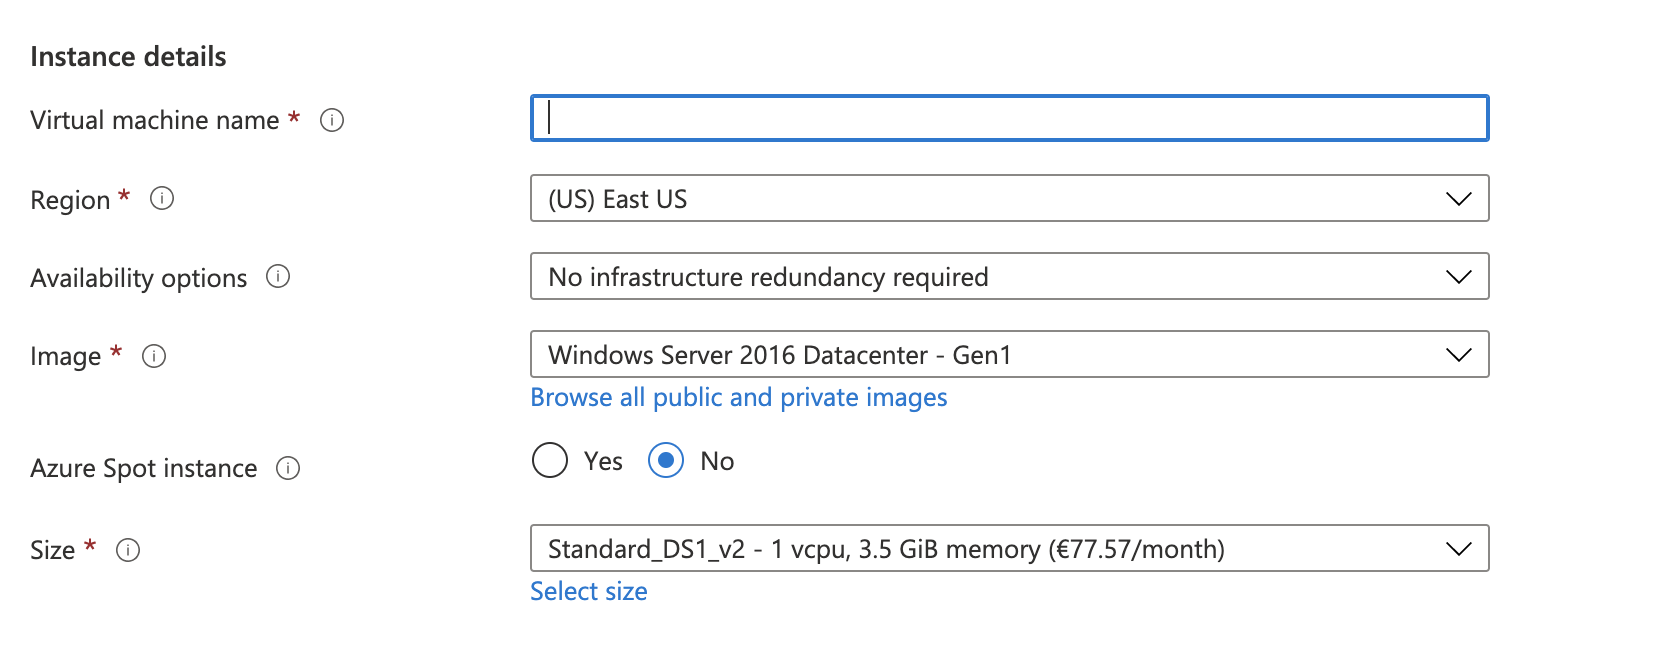 Instance details
Virtual machine name *
Region * (US) East US
Availability options No infrastructure redundancy required
Image * Windows Server 2016 Datacenter - Gen1
Browse all public and private images
Azure Spot instance Yes No
Size * Standard_DS1_v2 - 1 vcpu, 3.5 GiB memory (€77.57/month)
Select size